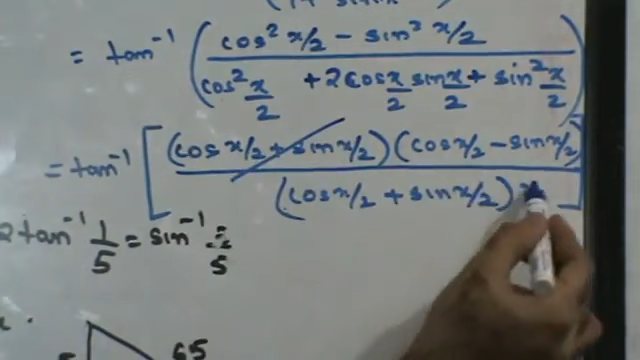 = tan⁻¹ ( cos² x/2 – sin² x/2
cos² x/2 + 2 cos x/2 sin x/2 + sin² x/2 )
= tan⁻¹ [ (cos x/2 + sin x/2) (cos x/2 – sin x/2)
(cos x/2 + sin x/2) ]
2 tan⁻¹ 1/5 = sin⁻¹
5
65